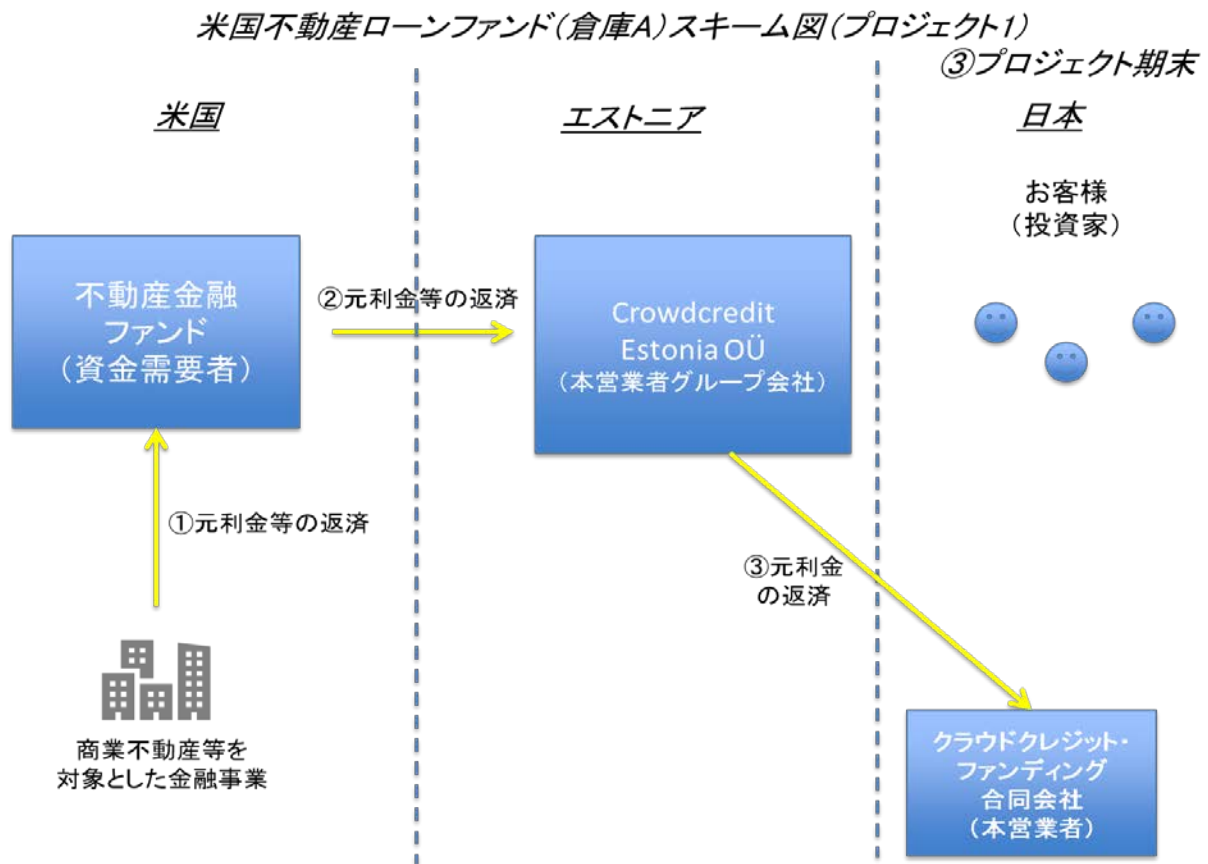 米国不動産ローンファンド(倉庫A)スキーム図(プロジェクト1)
③プロジェクト期末
米国
エストニア
日本
お客様
(投資家)
不動産金融
ファンド
(資金需要者)
②元利金等の返済
Crowdcredit
Estonia OÜ
(本営業者グループ会社)
①元利金等の返済
③元利金
の返済
商業不動産等を
対象とした金融事業
クラウドクレジット・
ファンディング
合同会社
(本営業者)